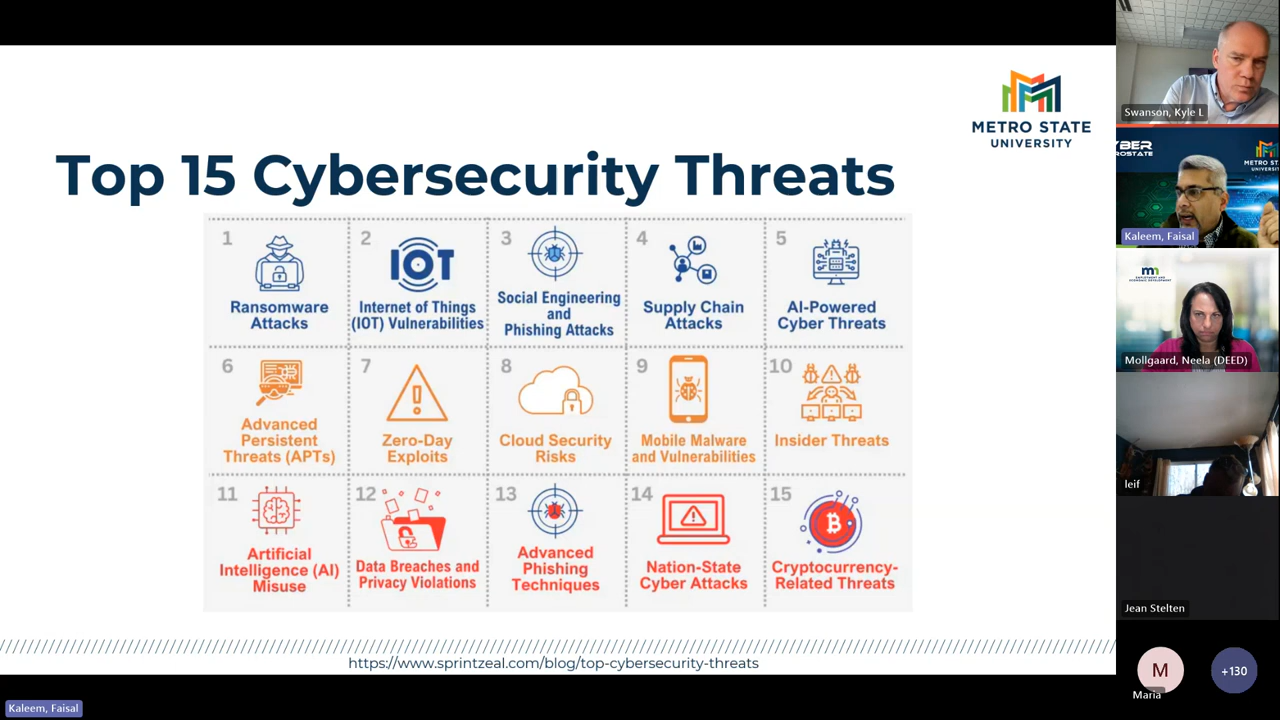 METRO STATE
UNIVERSITY
Top 15 Cybersecurity Threats
1
Ransomware
Attacks
2
IOT
Internet of Things
(IOT) Vulnerabilities
3
Social Engineering
and
Phishing Attacks
4
Supply Chain
Attacks
5
AI-Powered
Cyber Threats
6
Advanced
Persistent
Threats (APTs)
7
Zero-Day
Exploits
8
Cloud Security
Risks
9
Mobile Malware
and Vulnerabilities
10
Insider Threats
11
Artificial
Intelligence (AI)
Misuse
12
Data Breaches and
Privacy Violations
13
Advanced
Phishing
Techniques
14
Nation-State
Cyber Attacks
15
Cryptocurrency-
Related Threats
https://www.sprintzeal.com/blog/top-cybersecurity-threats
Kaleem, Faisal
Swanson, Kyle L
Kaleem, Faisal
Mollgaard, Neela (DEED)
leif
Jean Stelten
M
Maria
+130